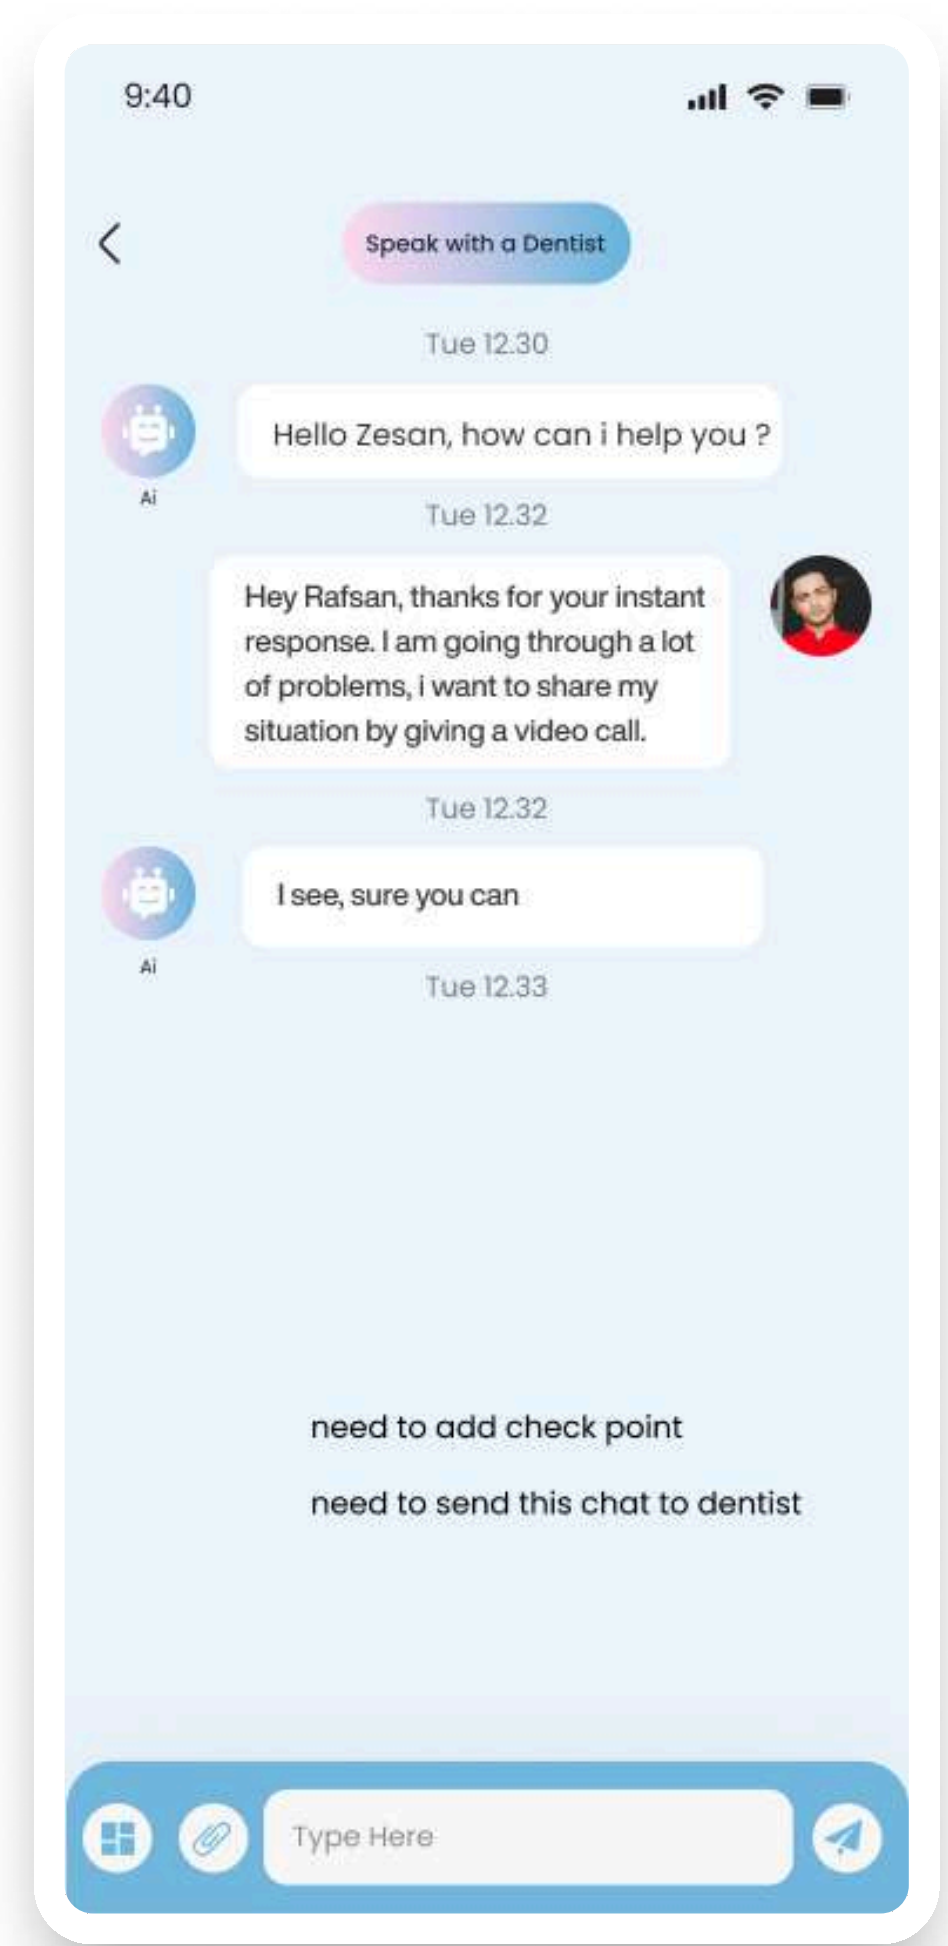 9:40
Speak with a Dentist
Tue 12.30
Hello Zesan, how can i help you ?
Ai
Tue 12.32
Hey Rafsan, thanks for your instant
response. I am going through a lot
of problems, i want to share my
situation by giving a video call.
Tue 12.32
I see, sure you can
Ai
Tue 12.33
need to add check point
need to send this chat to dentist
Type Here